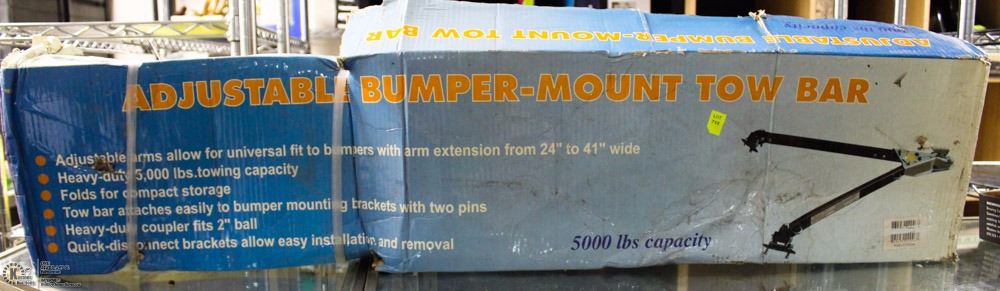 ADJUSTABLE BUMPER-MOUNT TOW BAR
ADJUSTABLE BUMPER-MOUNT TOW BAR
LOT
Adjustable arms allow for universal fit to bumpers with arm extension from 24" to 41" wide
Heavy-duty 5,000 lbs.towing capacity
Folds for compact storage
Tow bar attaches easily to bumper mounting brackets with two pins
Heavy-duty coupler fits 2" ball
Quick-disconnect brackets allow easy installation and removal
5000 lbs capacity